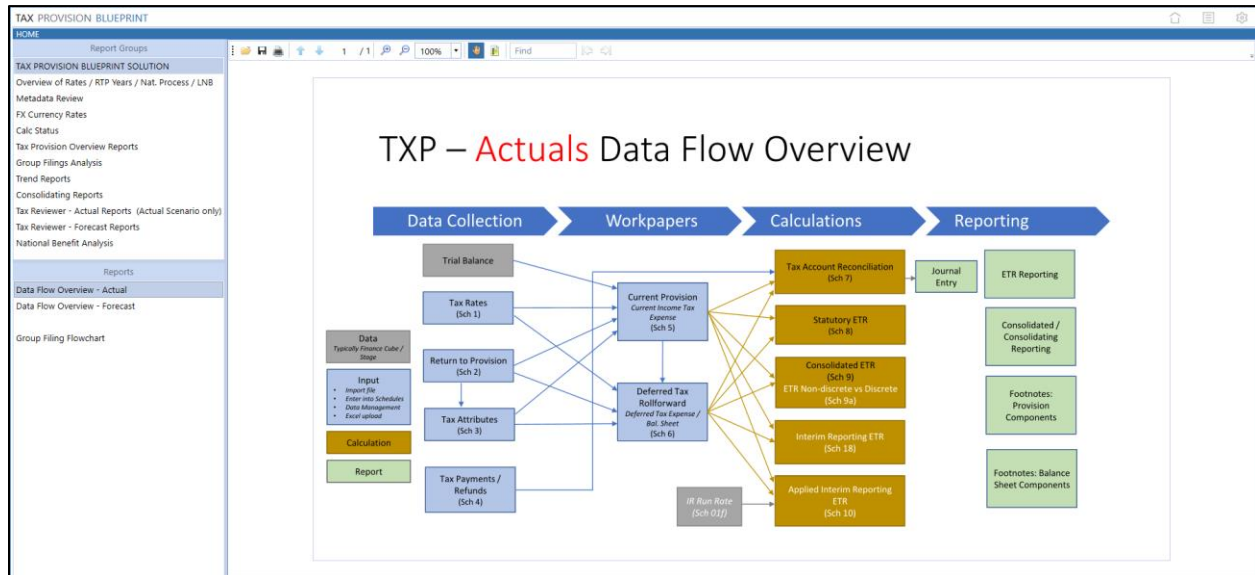 TAX PROVISION BLUEPRINT
HOME
Report Groups
TAX PROVISION BLUEPRINT SOLUTION
Overview of Rates / RTP Years / Nat. Process / LNB
Metadata Review
FX Currency Rates
Calc Status
Tax Provision Overview Reports
Group Filings Analysis
Trend Reports
Consolidating Reports
Tax Reviewer - Actual Reports (Actual Scenario only)
Tax Reviewer - Forecast Reports
National Benefit Analysis
Reports
Data Flow Overview - Actual
Data Flow Overview - Forecast
Group Filing Flowchart
1 / 1 100% Find
TXP – Actuals Data Flow Overview
Data Collection
Workpapers
Calculations
Reporting
Data
Typically Finance Cube /
Stage
Input
• Import file
• Enter into Schedules
• Data Management
• Excel upload
Calculation
Report
Trial Balance
Tax Rates
(Sch 1)
Return to Provision
(Sch 2)
Tax Attributes
(Sch 3)
Tax Payments /
Refunds
(Sch 4)
Current Provision
Current Income Tax
Expense
(Sch 5)
Deferred Tax
Rollforward
Deferred Tax Expense /
Bal. Sheet
(Sch 6)
IR Run Rate
(Sch 01f)
Tax Account Reconciliation
(Sch 7)
Statutory ETR
(Sch 8)
Consolidated ETR
(Sch 9)
ETR Non-discrete vs Discrete
(Sch 9a)
Interim Reporting ETR
(Sch 18)
Applied Interim Reporting
ETR
(Sch 10)
Journal
Entry
ETR Reporting
Consolidated /
Consolidating
Reporting
Footnotes:
Provision
Components
Footnotes: Balance
Sheet Components